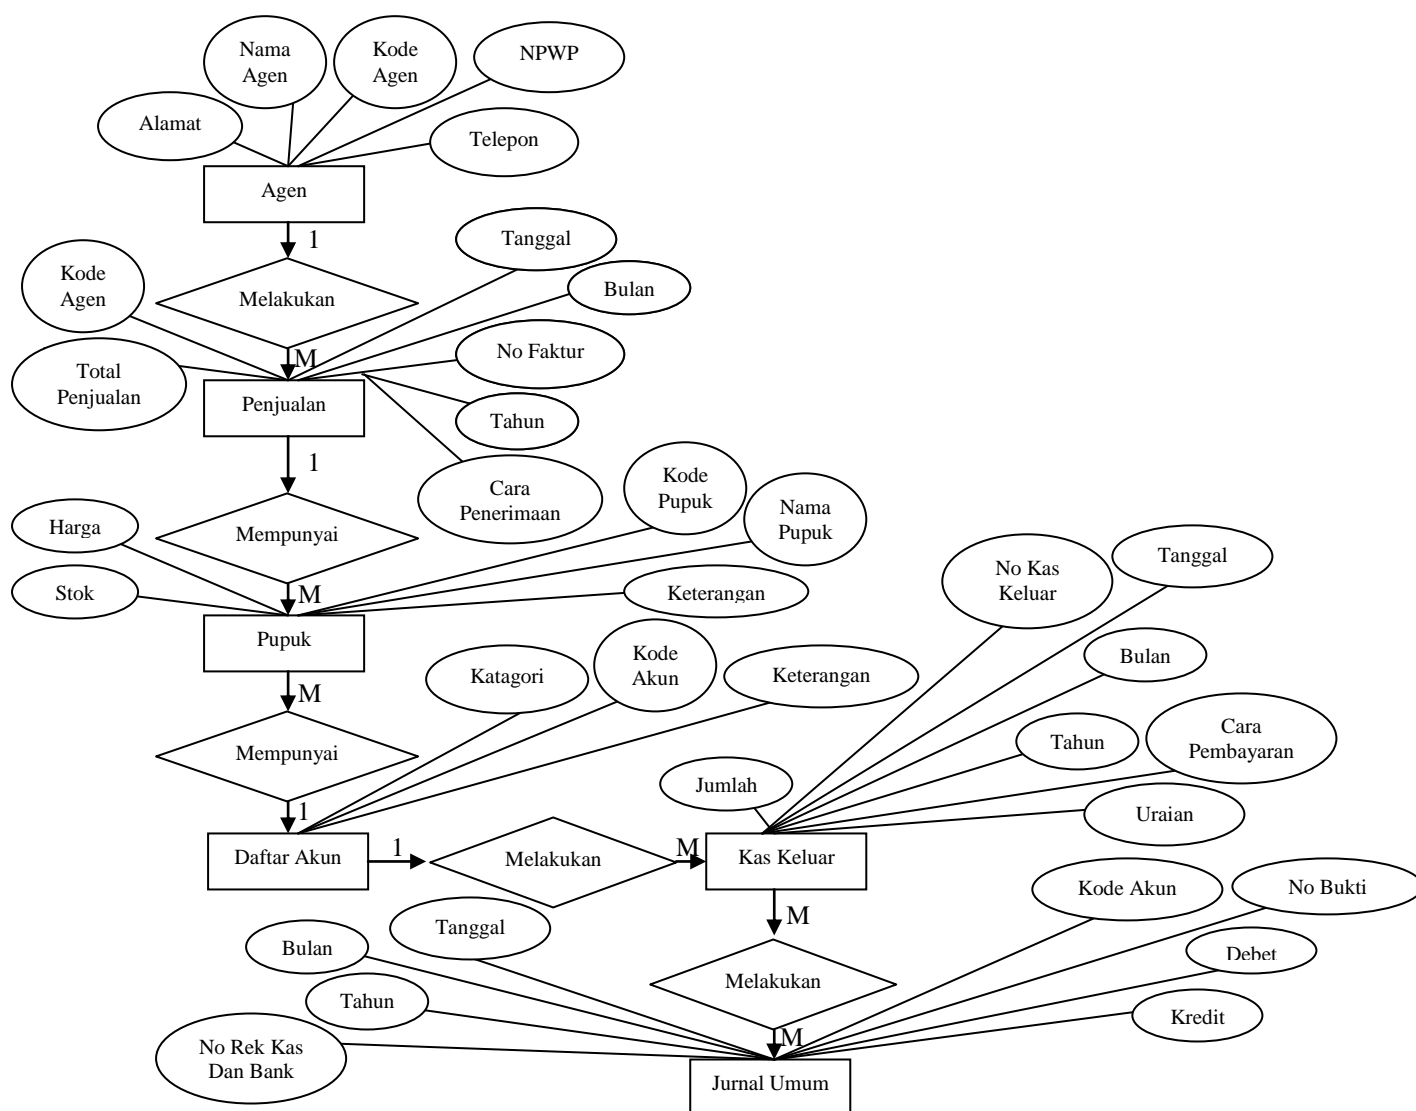 Nama
Agen
Kode
Agen
NPWP
Alamat
Telepon
Agen
1
Tanggal
Kode
Agen
Melakukan
Bulan
M
No Faktur
Total
Penjualan
Penjualan
Tahun
1
Cara
Penerimaan
Kode
Pupuk
Nama
Pupuk
Harga
Mempunyai
No Kas
Keluar
Tanggal
Stok
M
Keterangan
Pupuk
Katagori
Kode
Akun
Keterangan
Bulan
M
Mempunyai
Tahun
Cara
Pembayaran
Jumlah
1
Uraian
Daftar Akun
1
Melakukan
M
Kas Keluar
Kode Akun
No Bukti
M
Tanggal
Bulan
Debet
Melakukan
Tahun
Kredit
M
No Rek Kas
Dan Bank
Jurnal Umum